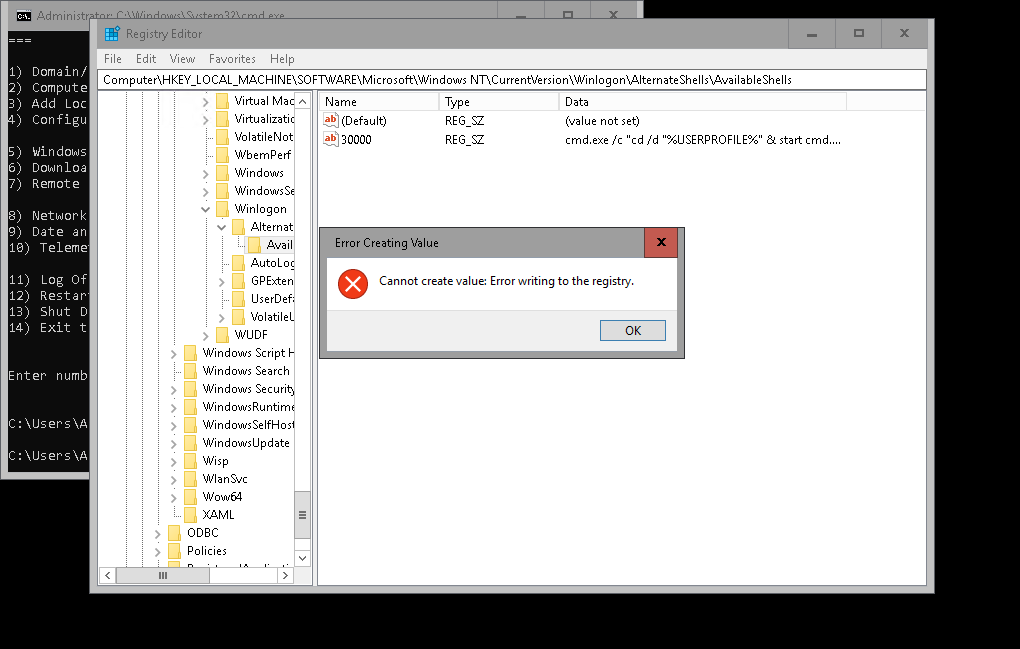 Administrator: C:\Windows\System32\cmd.exe
===
1) Domain/
2) Compute
3) Add Loc
4) Configu
5) Windows
6) Downloa
7) Remote
8) Network
9) Date an
10) Teleme
11) Log Of
12) Restar
13) Shut D
14) Exit t
Enter numb
C:\Users\A
C:\Users\A
Registry Editor
File Edit View Favorites Help
Computer\HKEY_LOCAL_MACHINE\SOFTWARE\Microsoft\Windows NT\CurrentVersion\Winlogon\AlternateShells\AvailableShells
Virtual Mac
Virtualizatio
VolatileNot
WbemPerf
Windows
WindowsSe
Winlogon
Alternat
Avail
AutoLog
GPExten
UserDefa
VolatileU
WUDF
Windows Script H
Windows Search
Windows Security
WindowsRuntime
WindowsSelfHost
WindowsUpdate
Wisp
WlanSvc
Wow64
XAML
ODBC
Policies
Name Type Data
(Default) REG_SZ (value not set)
30000 REG_SZ cmd.exe /c "cd /d "%USERPROFILE%" & start cmd....
Error Creating Value
Cannot create value: Error writing to the registry.
OK